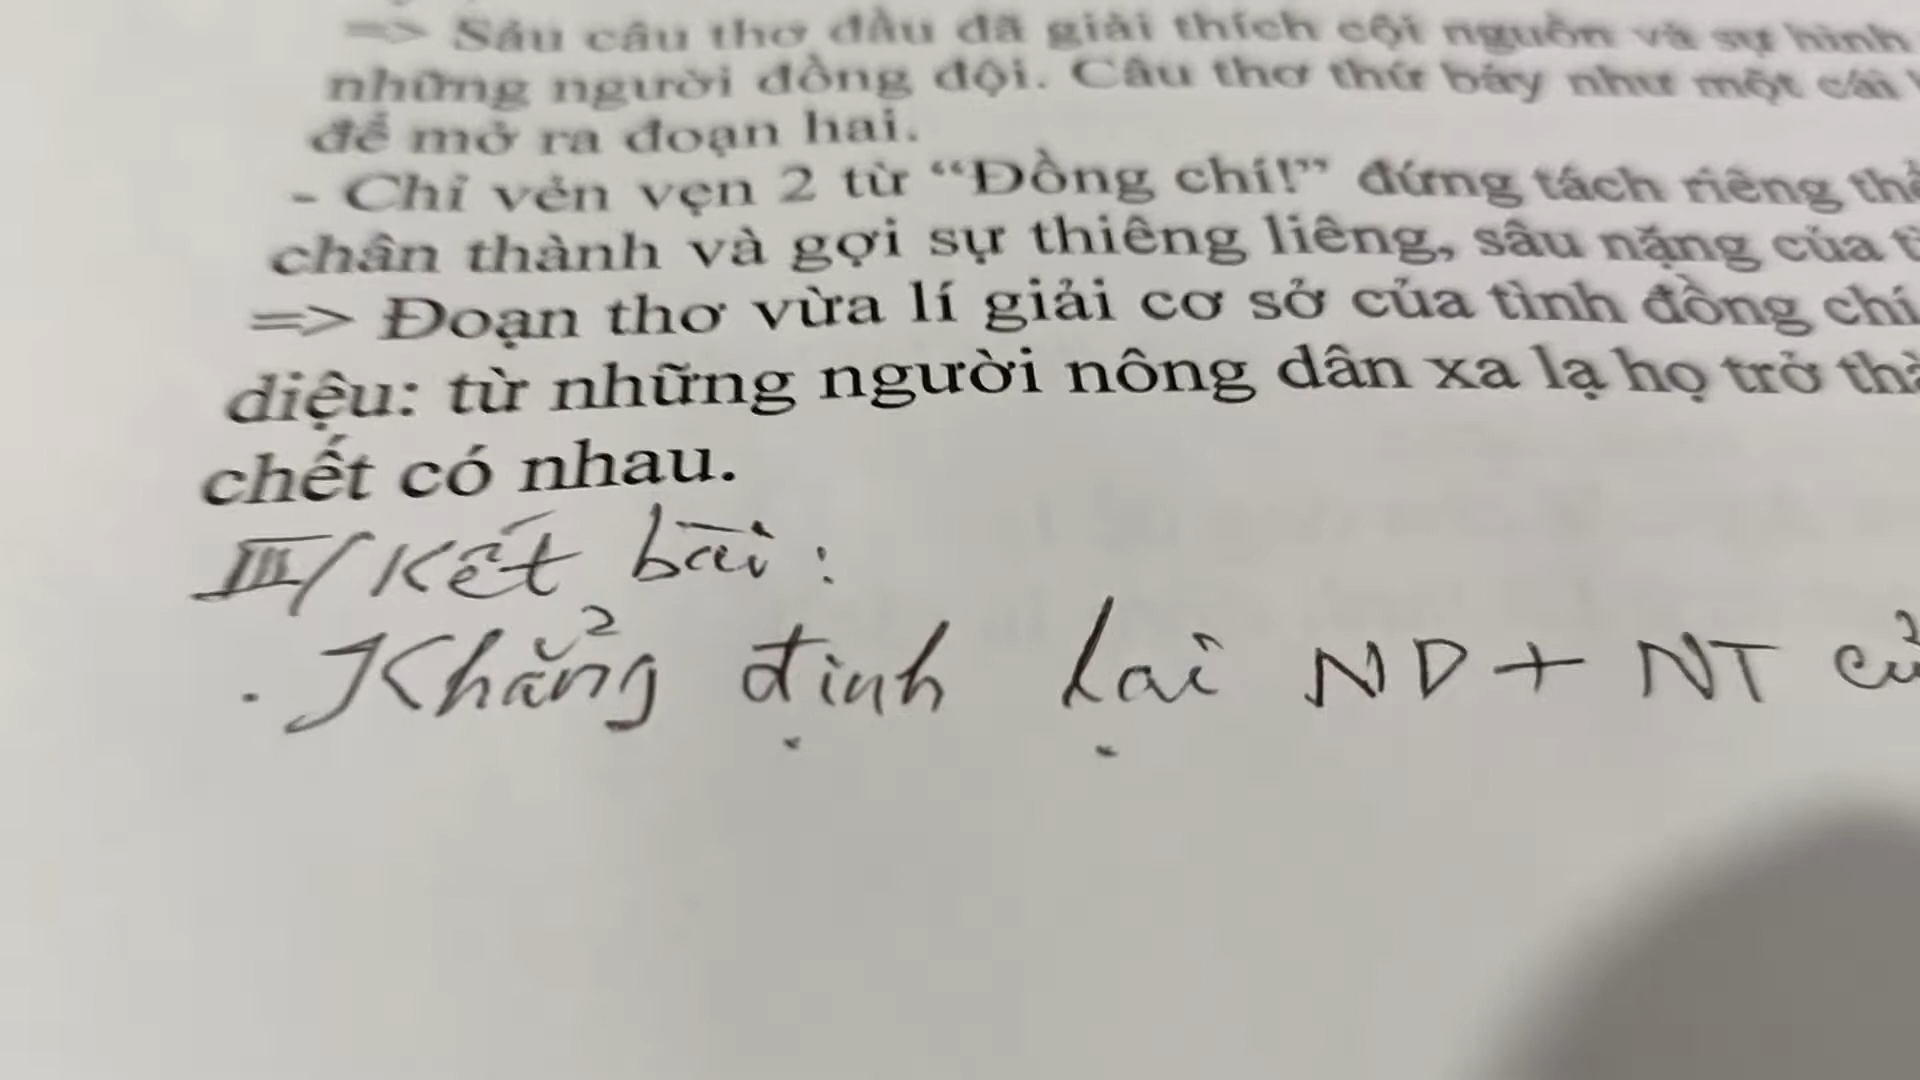 => Sáu câu thơ đầu đã giải thích cội nguồn và sự hình
những người đồng đội. Câu thơ thứ bảy như một cái
để mở ra đoạn hai.
- Chỉ vẻn vẹn 2 từ “Đồng chí!” đứng tách riêng
chân thành và gợi sự thiêng liêng, sâu nặng của
=> Đoạn thơ vừa lí giải cơ sở của tình đồng chí
diệu: từ những người nông dân xa lạ họ trở
chết có nhau.
III/ Kết bài:
. Khẳng định lại ND + NT